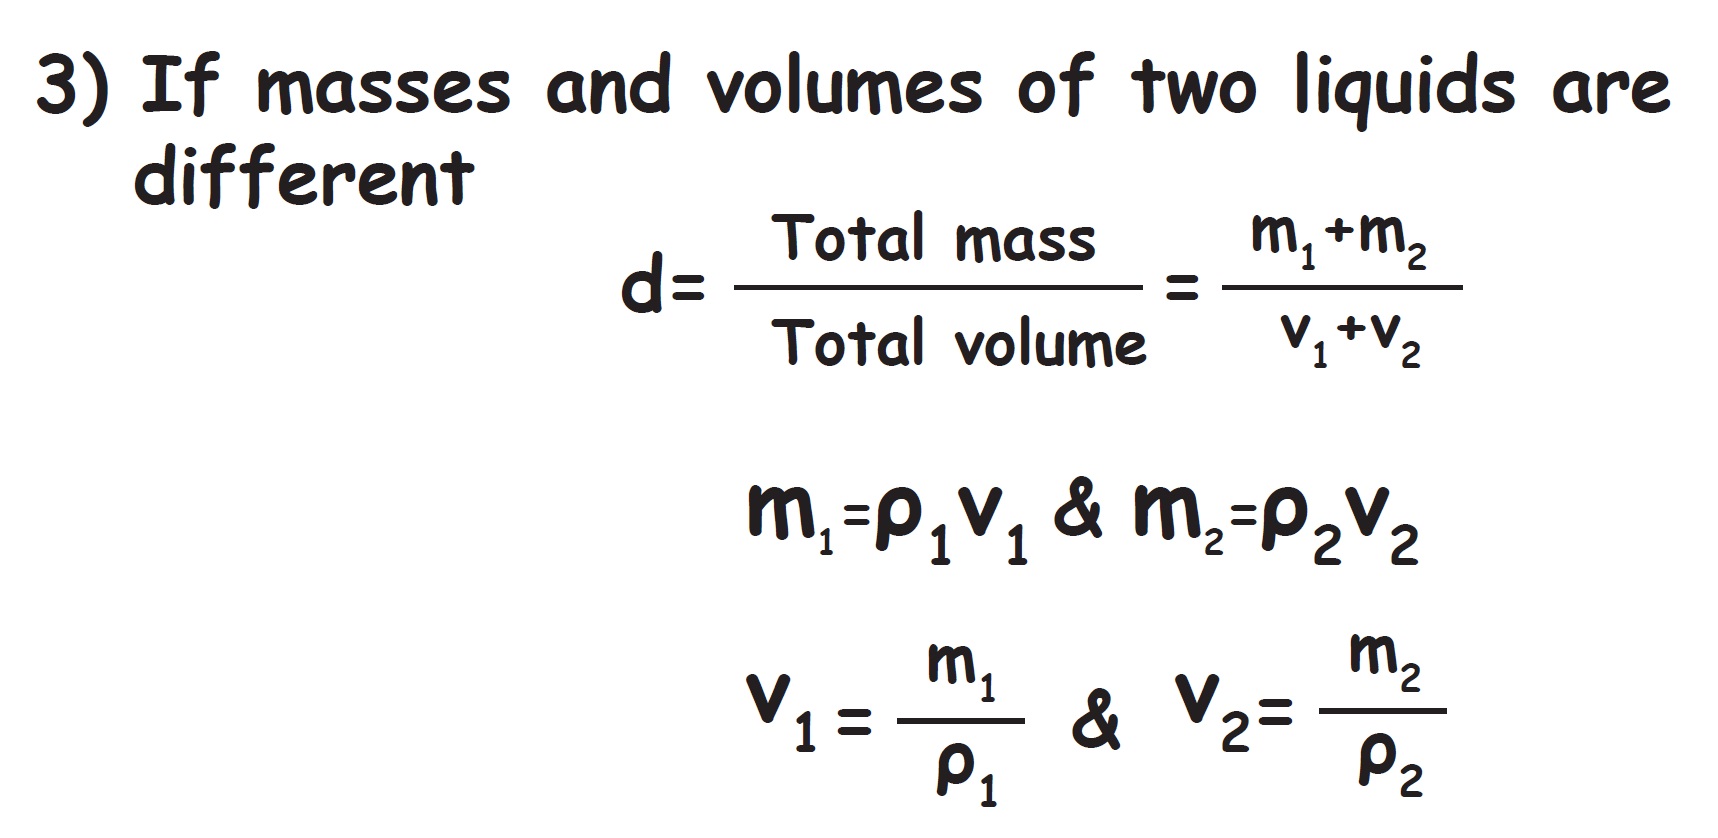 3) If masses and volumes of two liquids are
different
d= Total mass / Total volume = m₁+m₂ / v₁+v₂
m₁=ρ₁v₁ & m₂=ρ₂v₂
v₁= m₁ / ρ₁ & v₂= m₂ / ρ₂